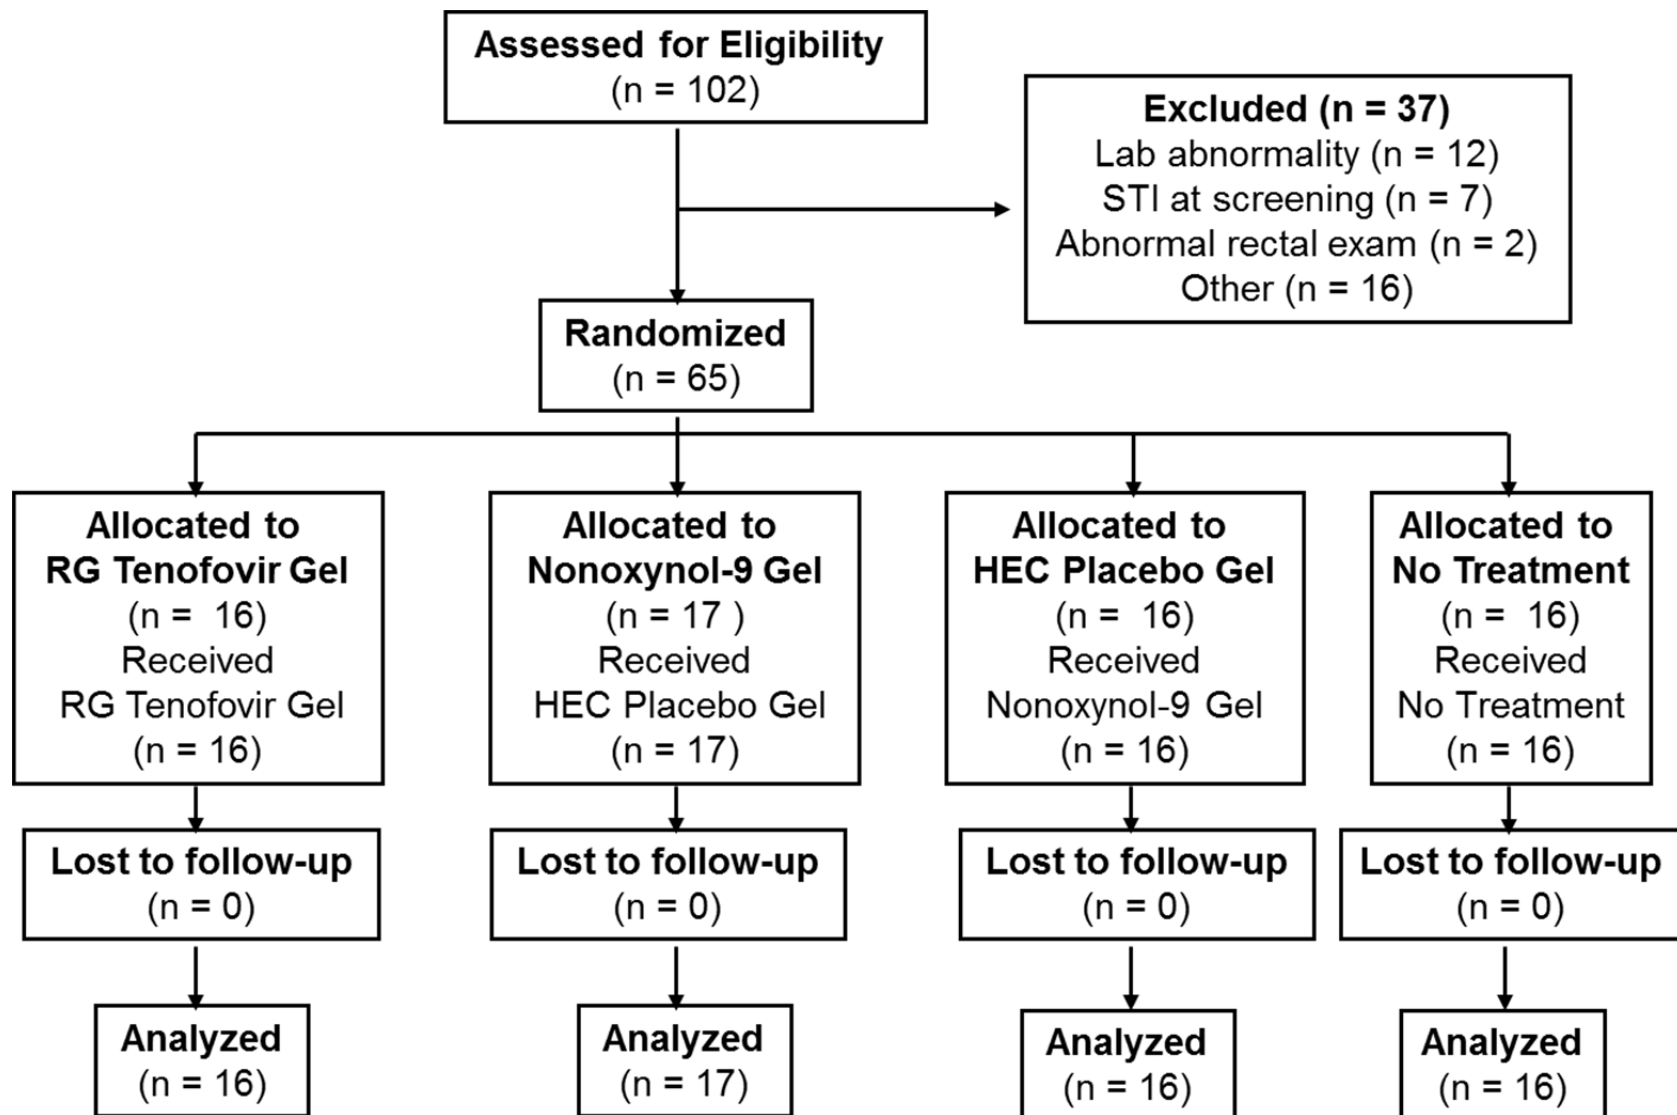 Assessed for Eligibility
(n = 102)
Excluded (n = 37)
Lab abnormality (n = 12)
STI at screening (n = 7)
Abnormal rectal exam (n = 2)
Other (n = 16)
Randomized
(n = 65)
Allocated to
RG Tenofovir Gel
(n =  16)
Received
RG Tenofovir Gel
(n = 16)
Allocated to
Nonoxynol-9 Gel
(n = 17 )
Received
HEC Placebo Gel
(n = 17)
Allocated to
HEC Placebo Gel
(n =  16)
Received
Nonoxynol-9 Gel
(n = 16)
Allocated to
No Treatment
(n =  16)
Received
No Treatment
(n = 16)
Lost to follow-up
(n = 0)
Lost to follow-up
(n = 0)
Lost to follow-up
(n = 0)
Lost to follow-up
(n = 0)
Analyzed
(n = 16)
Analyzed
(n = 17)
Analyzed
(n = 16)
Analyzed
(n = 16)